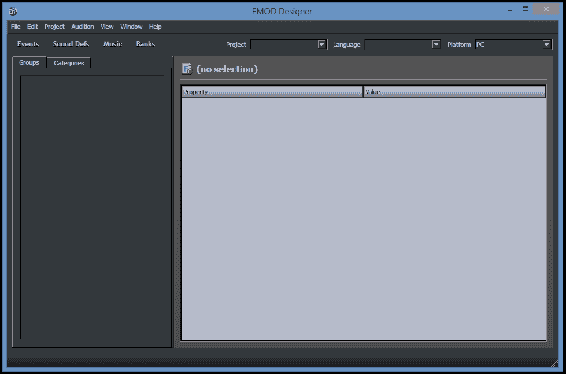 FMOD Designer
File Edit Project Audition View Window Help
Events Sound Defs Music Banks Project Language Platform PC
Groups Categories (no selection)
Property Value